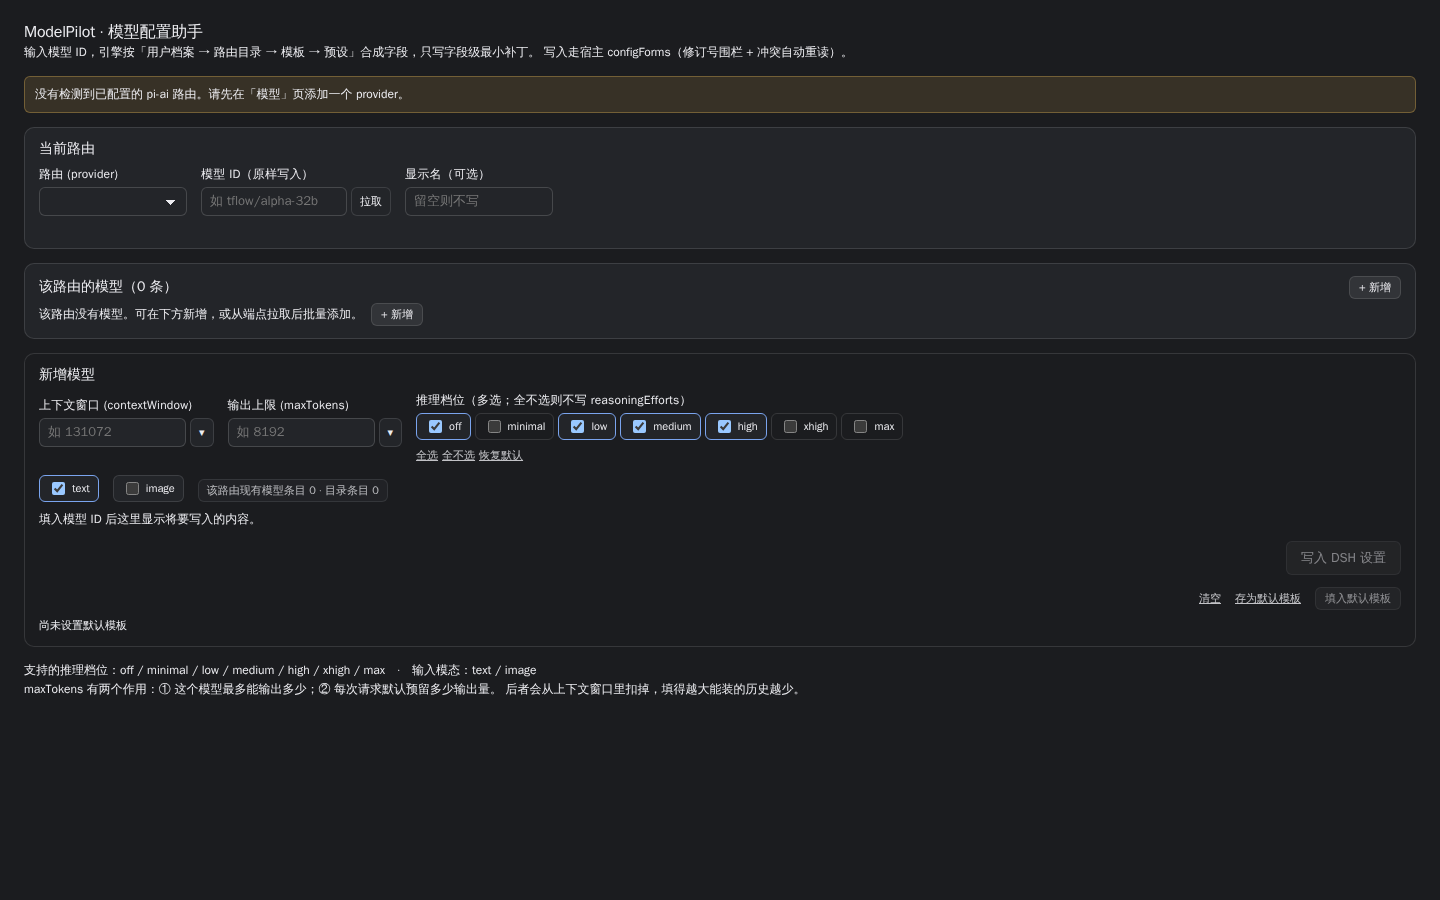 ModelPilot · 模型配置助手
输入模型 ID，引擎按「用户档案 → 路由目录 → 模板 → 预设」合成字段，只写字段级最小补丁。 写入走宿主 configForms（修订号围栏 + 冲突自动重读）。
没有检测到已配置的 pi-ai 路由。请先在「模型」页添加一个 provider。
当前路由
路由 (provider)
模型 ID（原样写入）
显示名（可选）
如 tflow/alpha-32b
拉取
留空则不写
该路由的模型（0 条）
+ 新增
该路由没有模型。可在下方新增，或从端点拉取后批量添加。
+ 新增
新增模型
上下文窗口 (contextWindow)
输出上限 (maxTokens)
推理档位（多选；全不选则不写 reasoningEfforts）
如 131072
如 8192
off
minimal
low
medium
high
xhigh
max
全选 全不选 恢复默认
text
image
该路由现有模型条目 0 · 目录条目 0
填入模型 ID 后这里显示将要写入的内容。
写入 DSH 设置
清空
存为默认模板
填入默认模板
尚未设置默认模板
支持的推理档位：off / minimal / low / medium / high / xhigh / max · 输入模态：text / image
maxTokens 有两个作用：① 这个模型最多能输出多少；② 每次请求默认预留多少输出量。 后者会从上下文窗口里扣掉，填得越大能装的历史越少。